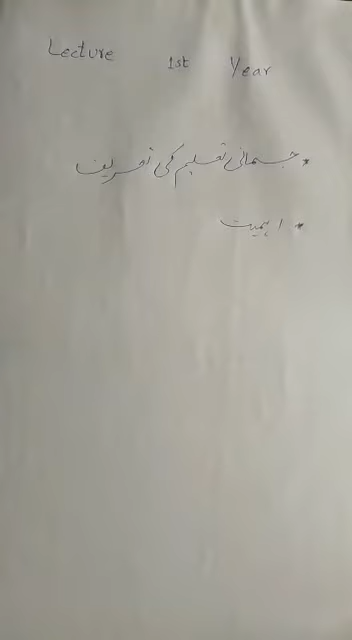 Lecture 1st Year
* جسمانی تعلیم کی تعریف
* اہمیت